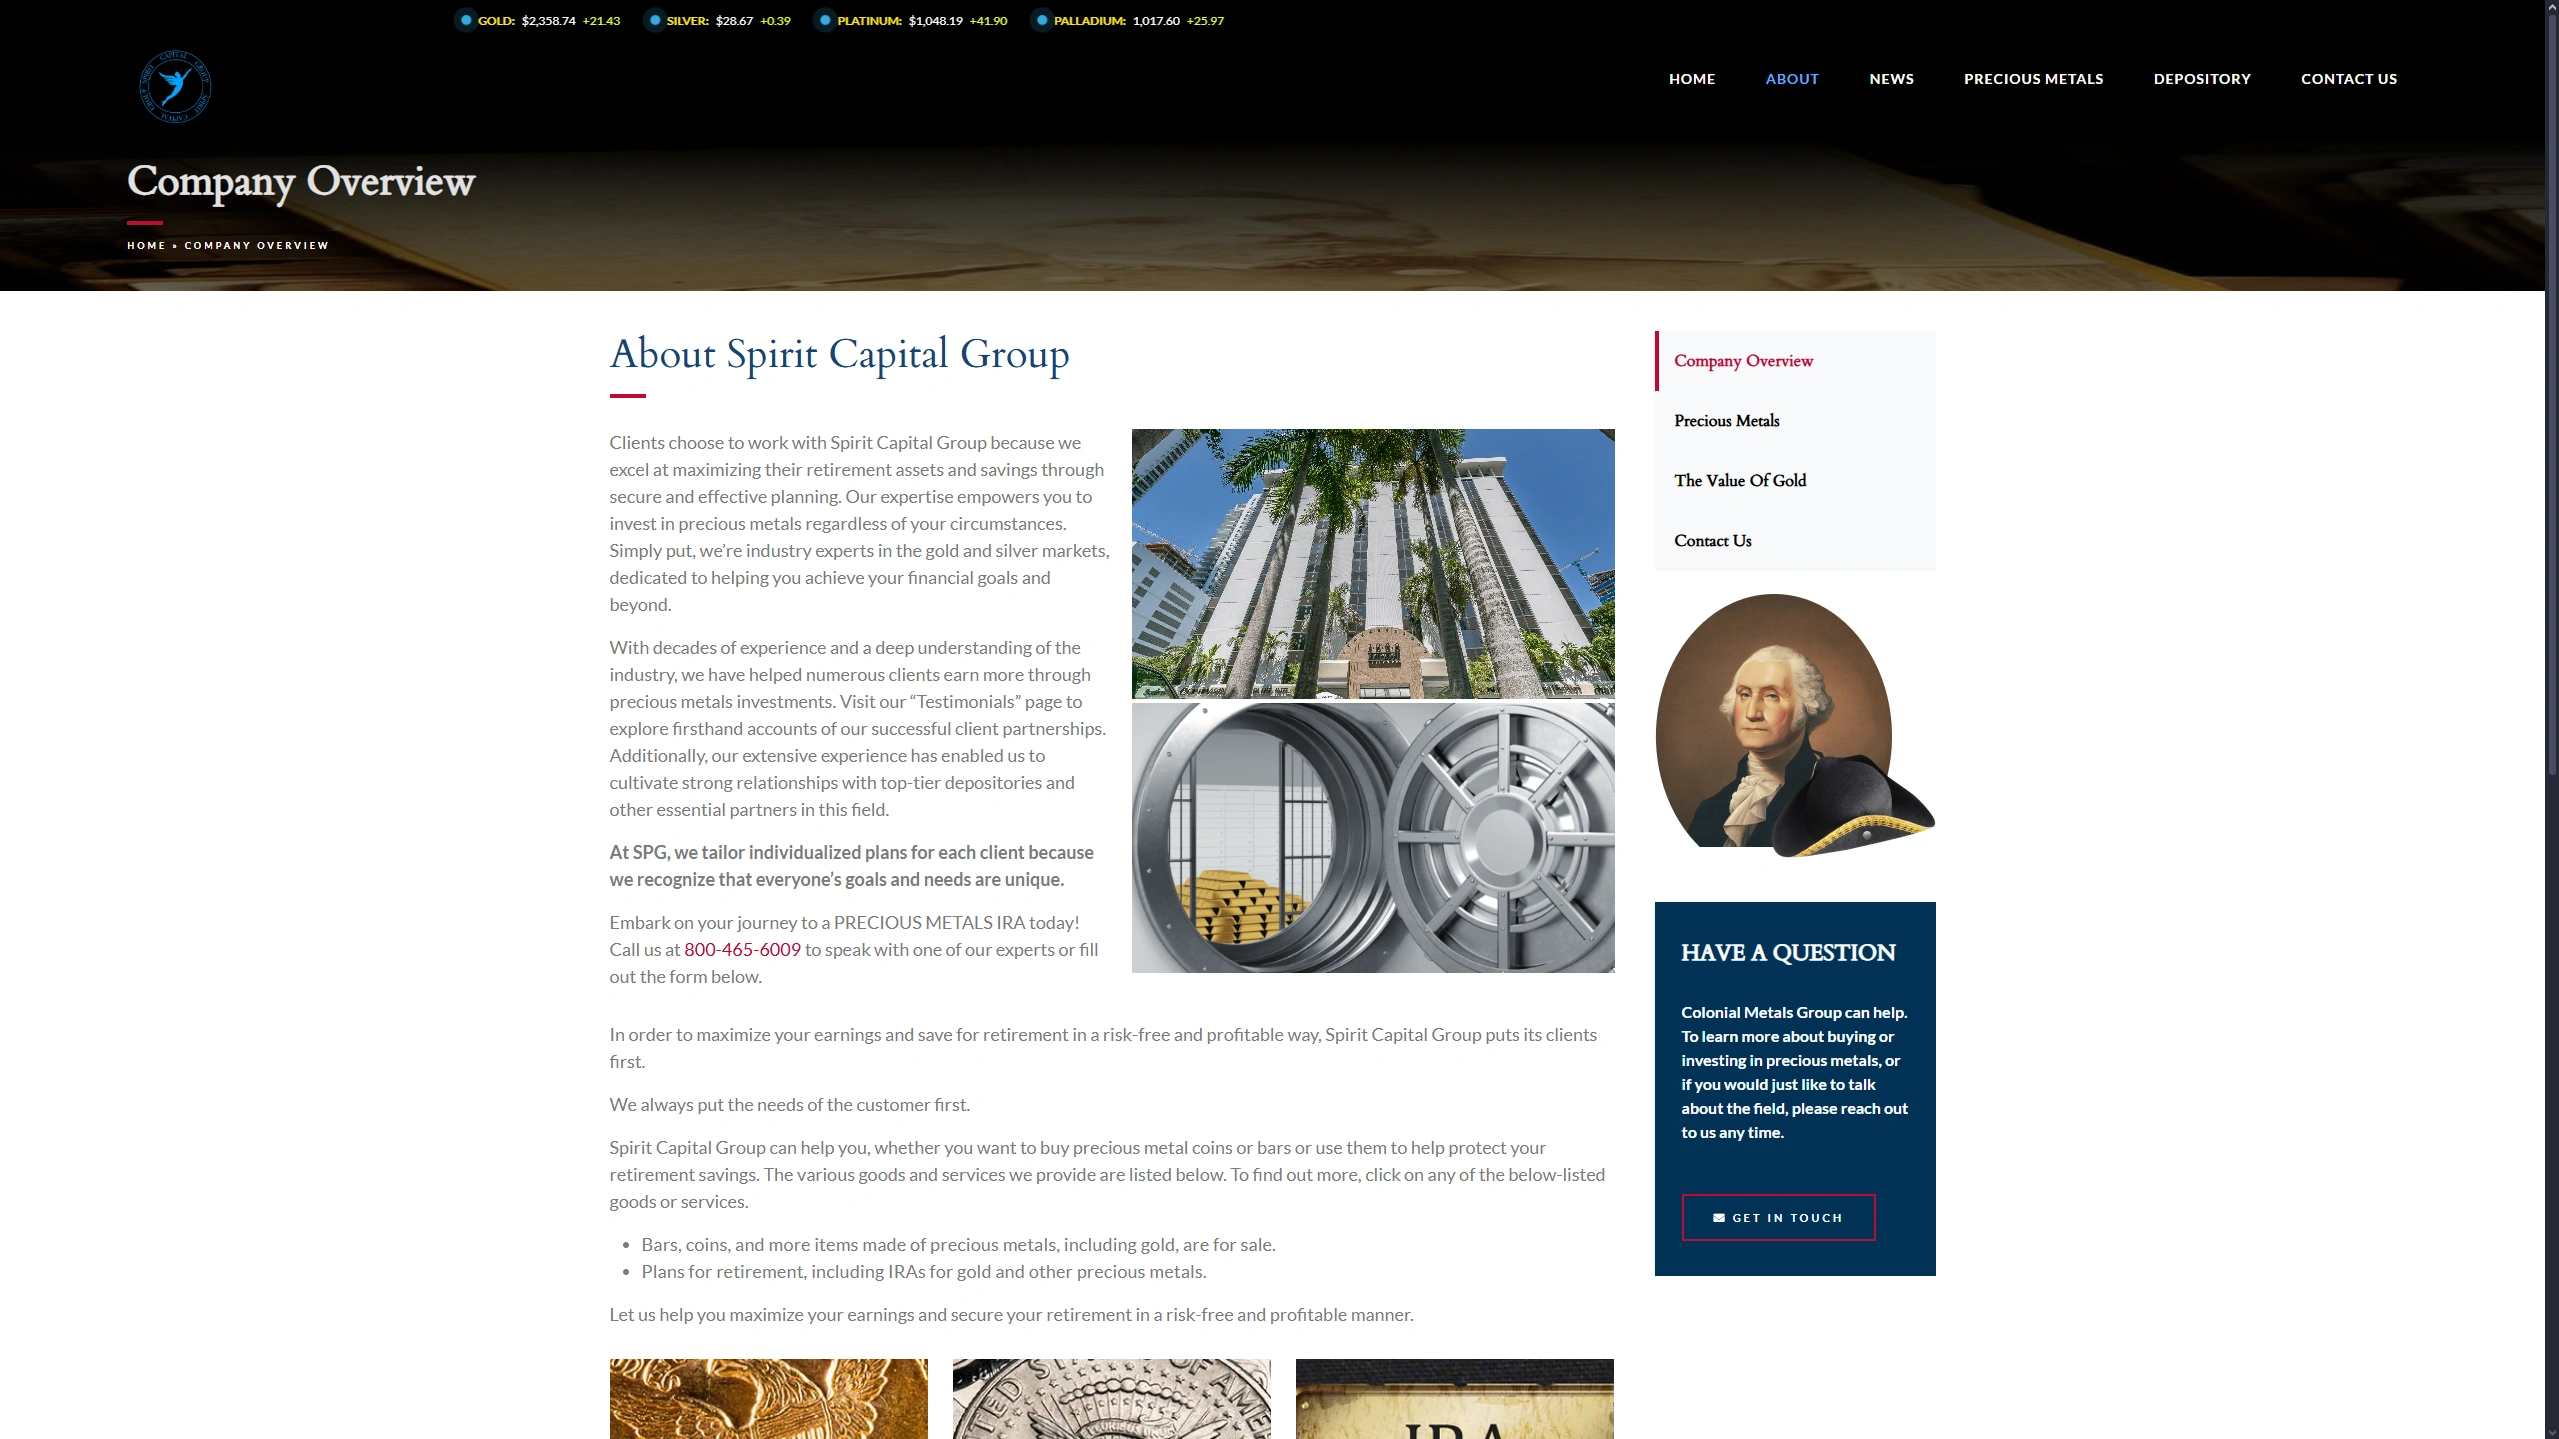 GOLD: $2,358.74 +21.43 SILVER: $28.67 +0.39 PLATINUM: $1,048.19 +41.90 PALLADIUM: 1,017.60 +25.97
SPIRIT CAPITAL GROUP SPIRIT CAPITAL GROUP
HOME ABOUT NEWS PRECIOUS METALS DEPOSITORY CONTACT US
Company Overview
HOME » COMPANY OVERVIEW
About Spirit Capital Group
Clients choose to work with Spirit Capital Group because we
excel at maximizing their retirement assets and savings through
secure and effective planning. Our expertise empowers you to
invest in precious metals regardless of your circumstances.
Simply put, we’re industry experts in the gold and silver markets,
dedicated to helping you achieve your financial goals and
beyond.
With decades of experience and a deep understanding of the
industry, we have helped numerous clients earn more through
precious metals investments. Visit our “Testimonials” page to
explore firsthand accounts of our successful client partnerships.
Additionally, our extensive experience has enabled us to
cultivate strong relationships with top-tier depositories and
other essential partners in this field.
At SPG, we tailor individualized plans for each client because
we recognize that everyone’s goals and needs are unique.
Embark on your journey to a PRECIOUS METALS IRA today!
Call us at 800-465-6009 to speak with one of our experts or fill
out the form below.
In order to maximize your earnings and save for retirement in a risk-free and profitable way, Spirit Capital Group puts its clients
first.
We always put the needs of the customer first.
Spirit Capital Group can help you, whether you want to buy precious metal coins or bars or use them to help protect your
retirement savings. The various goods and services we provide are listed below. To find out more, click on any of the below-listed
goods or services.
• Bars, coins, and more items made of precious metals, including gold, are for sale.
• Plans for retirement, including IRAs for gold and other precious metals.
Let us help you maximize your earnings and secure your retirement in a risk-free and profitable manner.
UNITED STATES OF AMERICA
PLURIBUS UNUM
IRA
Company Overview
Precious Metals
The Value Of Gold
Contact Us
HAVE A QUESTION
Colonial Metals Group can help.
To learn more about buying or
investing in precious metals, or
if you would just like to talk
about the field, please reach out
to us any time.
GET IN TOUCH